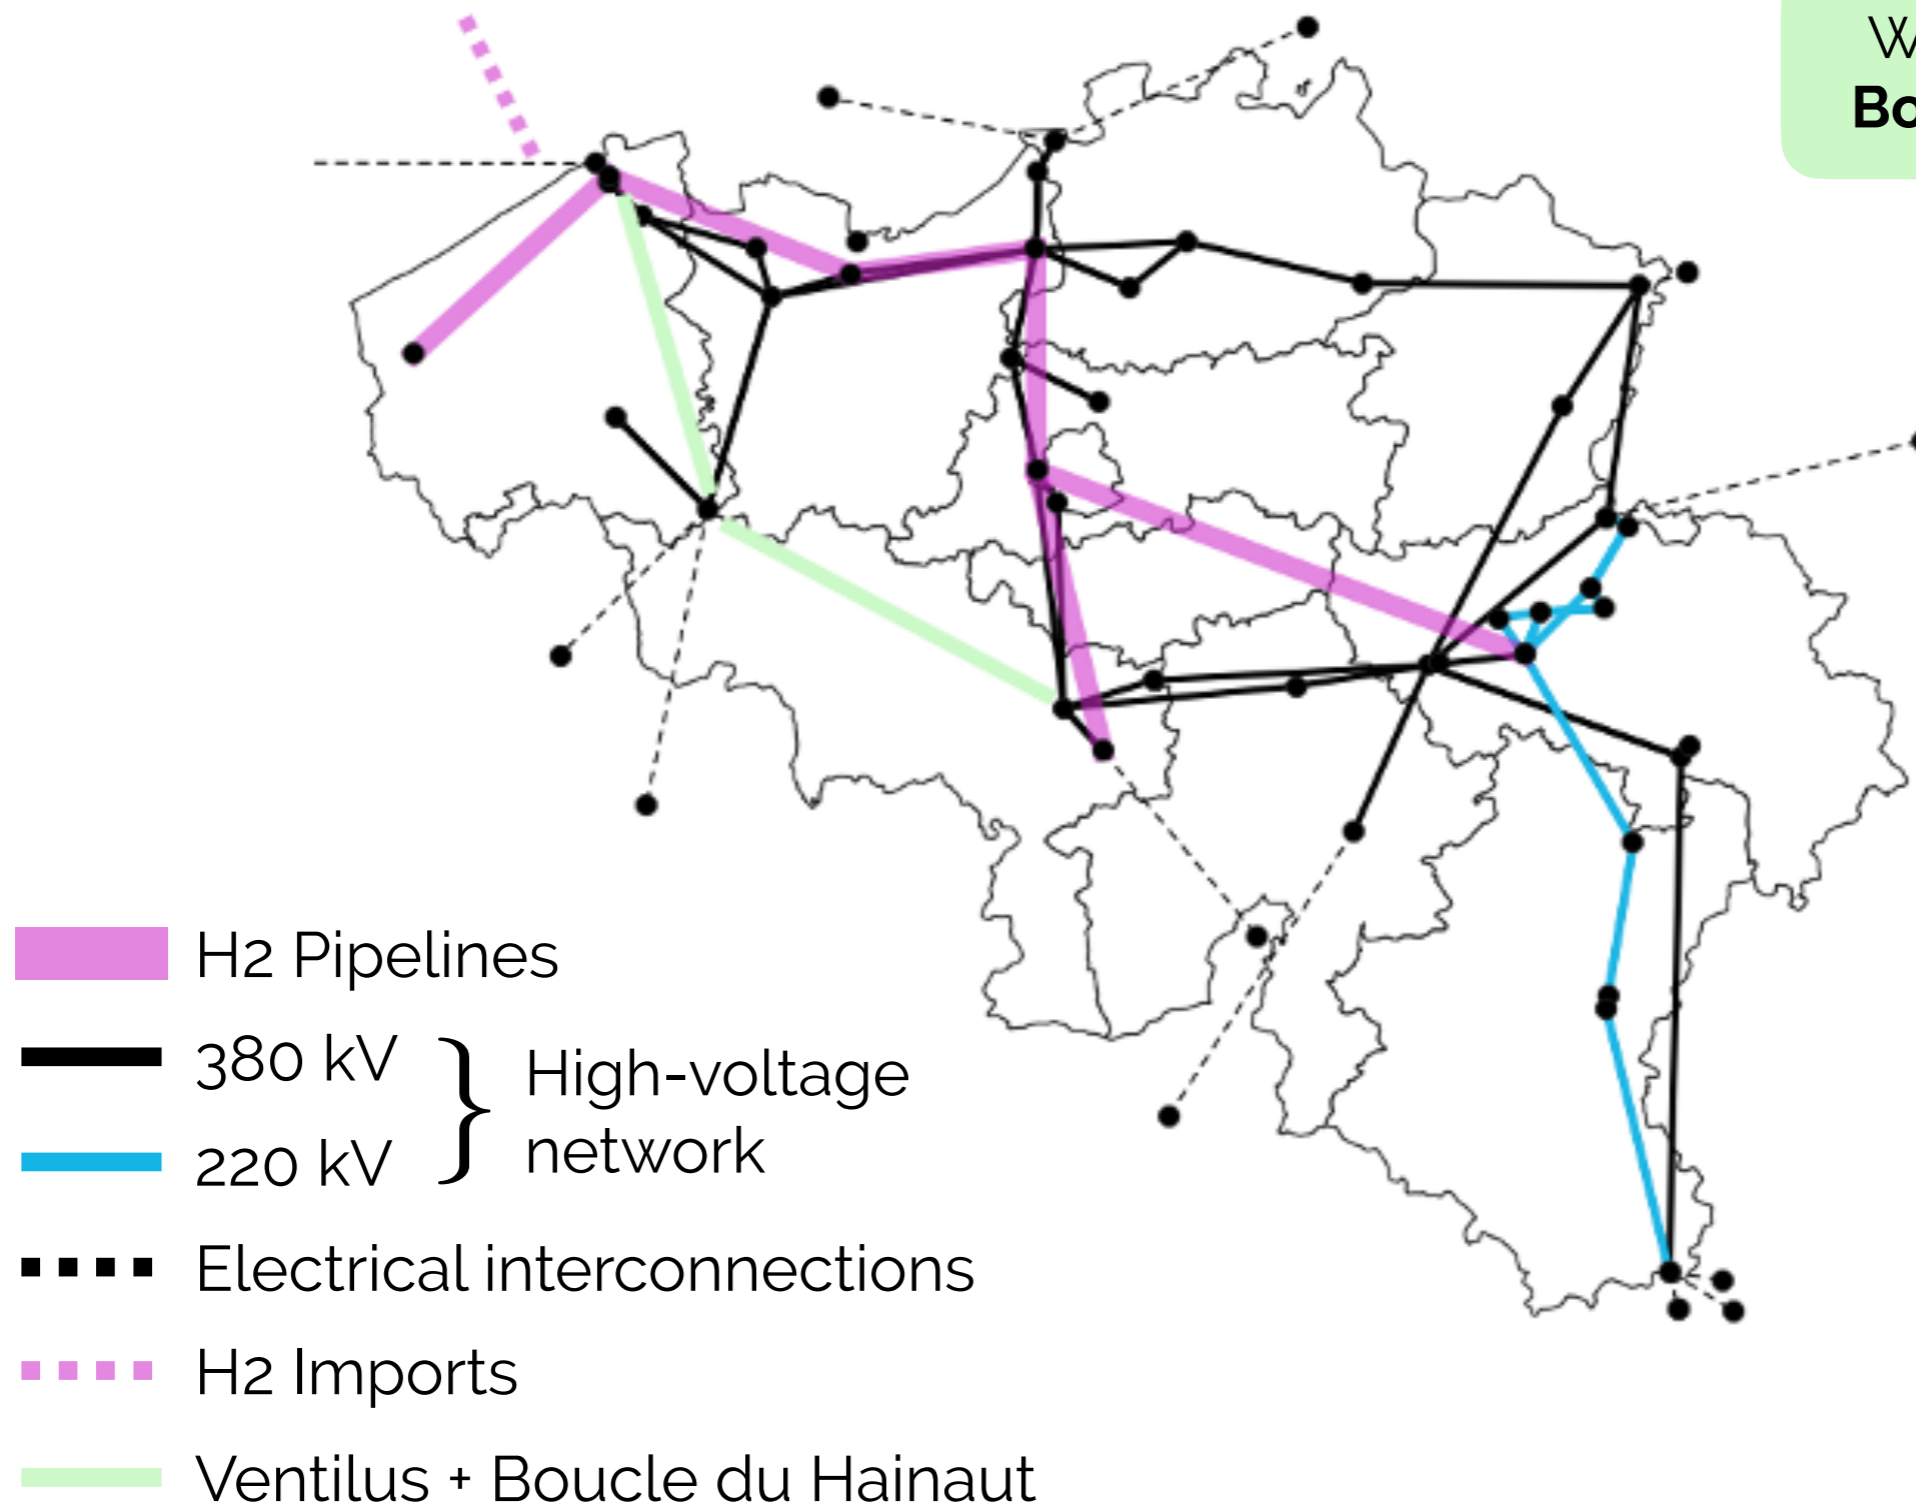 H2 Pipelines
380 kV
220 kV
} High-voltage
network
Electrical interconnections
H2 Imports
Ventilus + Boucle du Hainaut